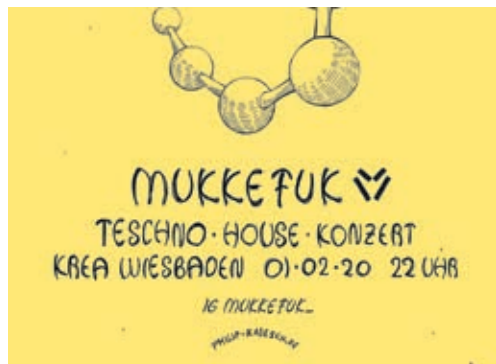 MUKKEFUK
TESCHNO · HOUSE · KONZERT
KREA WIESBADEN 01·02·20 22 UHR
IG MUKKEFUK_